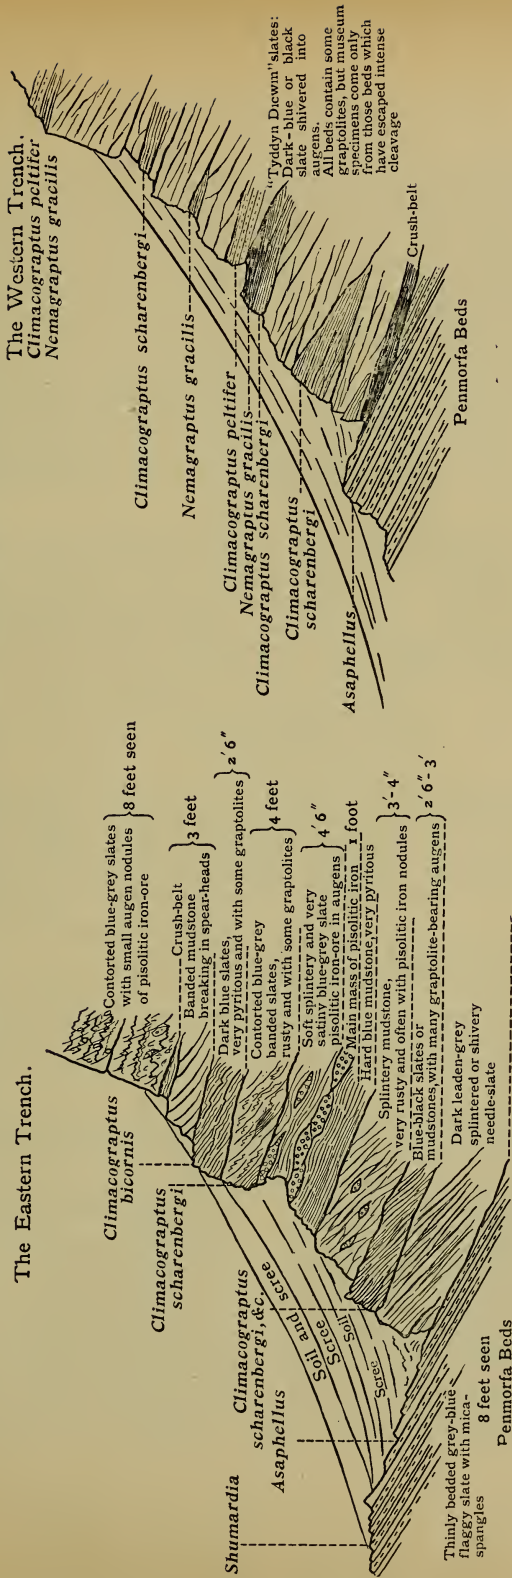 The Eastern Trench.
Climacograptus
bicornis
Climacograptus
scharenbergi
Climacograptus
scharenbergi, &c.
Asaphellus
Shumardia
Soil and scree
Scree
Soil
Scree
Contorted blue-grey slates
with small augen nodules
of pisolitic iron-ore
8 feet seen
Crush-belt
Banded mudstone
breaking in spear-heads
3 feet
Dark blue slates,
very pyritous and with some graptolites
2′6″
Contorted blue-grey
banded slates,
rusty and with some graptolites
4 feet
Soft splintery and very
satiny blue-grey slate
pisolitic iron-ore in augens
4′6″
Main mass of pisolitic iron
1 foot
Hard blue mudstone, very pyritous
Splintery mudstone,
very rusty and often with pisolitic iron nodules
3′-4″
Blue-black slates or
mudstones, with many graptolite-bearing augens
2′6″-3′
Dark leaden-grey
splintered or shivery
needle-slate
Thinly bedded grey-blue
flaggy slate with mica-
spangles
8 feet seen
Penmorfa Beds
The Western Trench.
Climacograptus peltifer
Nemagraptus gracilis
Climacograptus scharenbergi
Nemagraptus gracilis
Climacograptus peltifer
Nemagraptus gracilis
Climacograptus scharenbergi
Climacograptus
scharenbergi
Asaphellus
"Tyddyn Dicwm" slates:
Dark-blue or black
slate shivered into
augens.
All beds contain some
graptolites, but museum
specimens come only
from those beds which
have escaped intense
cleavage
Crush-belt
Penmorfa Beds